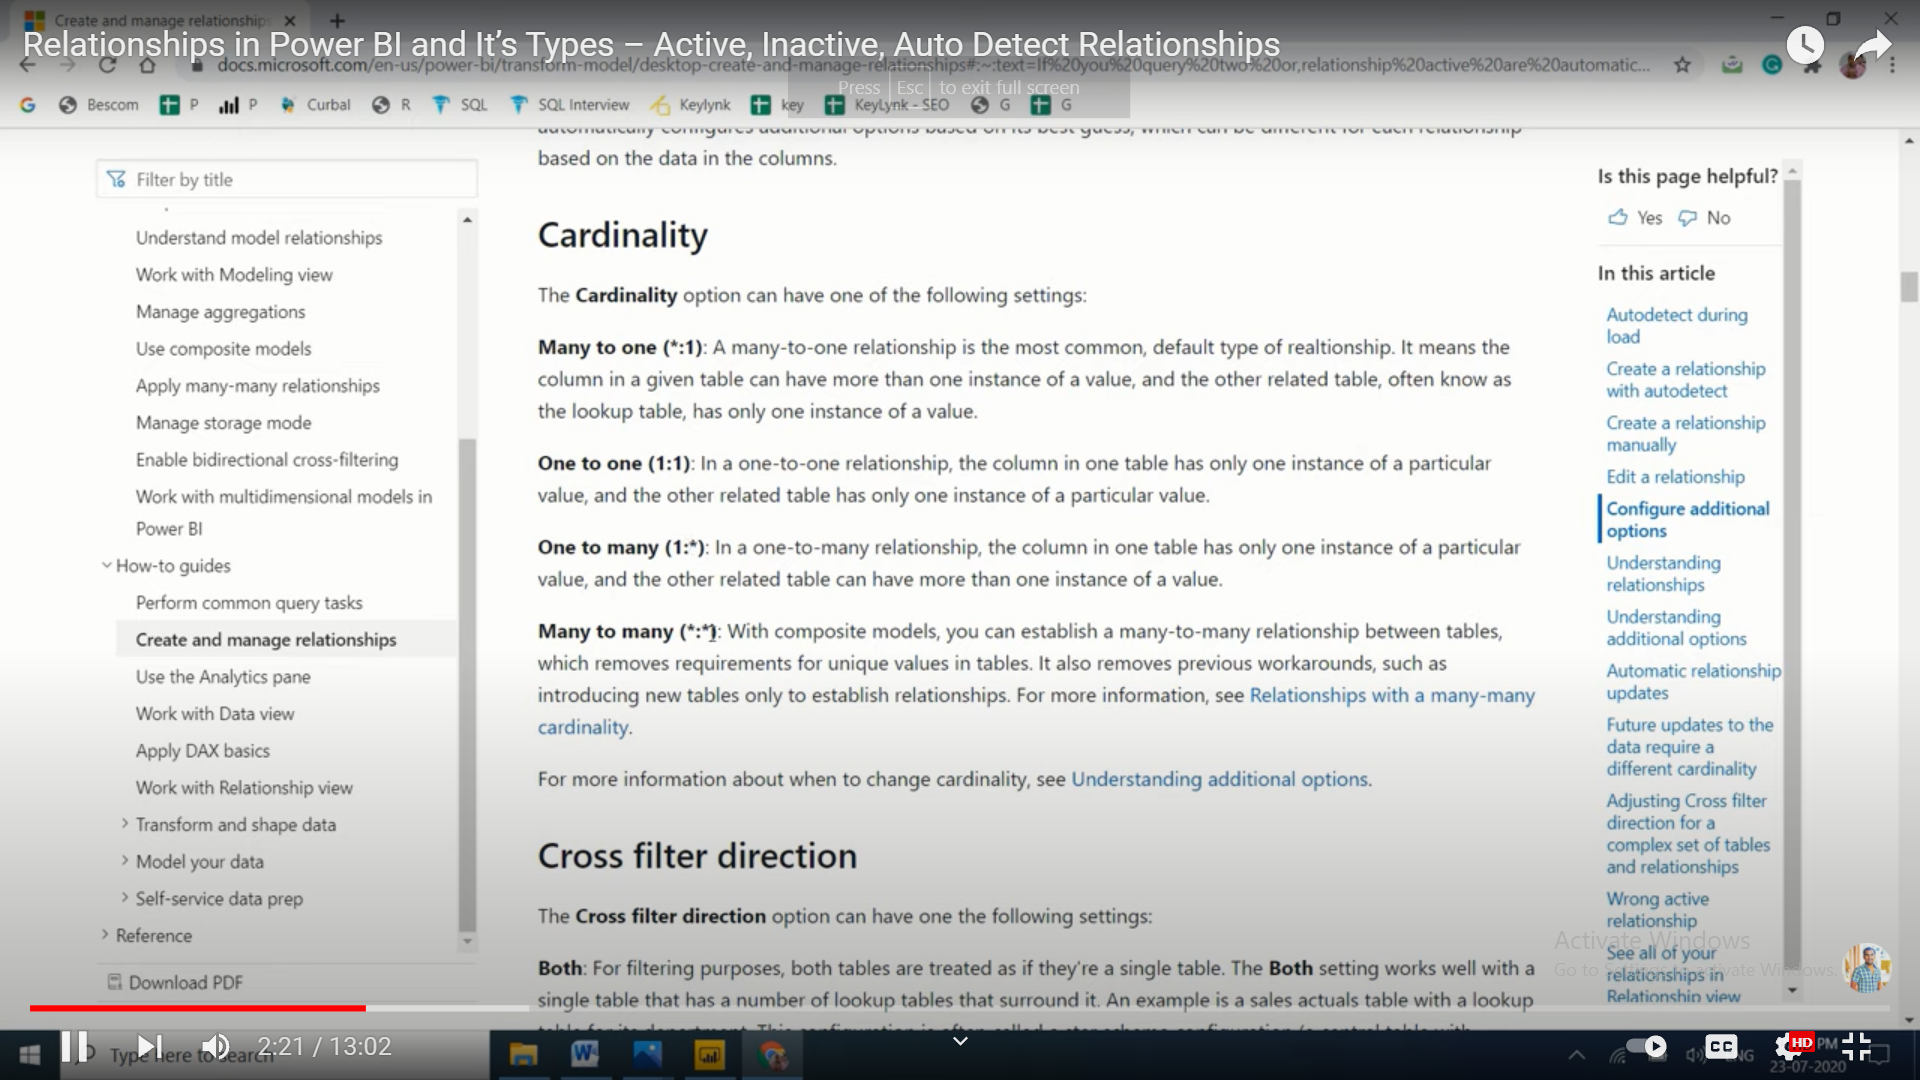 Create and manage relationships
Relationships in Power BI and It's Types – Active, Inactive, Auto Detect Relationships
docs.microsoft.com/en-us/power-bi/transform-model/desktop-create-and-manage-relationships#:~:text=If%20you%20query%20two%20or,relationship%20active%20are%20automatic...
Press Esc to exit full screen
G Bescom P P Curbal R SQL SQL Interview Keylynk key KeyLynk - SEO G G
automatically configures additional options based on its best guess, which can be different for each relationship
based on the data in the columns.
Filter by title
Understand model relationships
Work with Modeling view
Manage aggregations
Use composite models
Apply many-many relationships
Manage storage mode
Enable bidirectional cross-filtering
Work with multidimensional models in
Power BI
How-to guides
Perform common query tasks
Create and manage relationships
Use the Analytics pane
Work with Data view
Apply DAX basics
Work with Relationship view
Transform and shape data
Model your data
Self-service data prep
Reference
Download PDF
Cardinality
The Cardinality option can have one of the following settings:
Many to one (*:1): A many-to-one relationship is the most common, default type of realtionship. It means the
column in a given table can have more than one instance of a value, and the other related table, often know as
the lookup table, has only one instance of a value.
One to one (1:1): In a one-to-one relationship, the column in one table has only one instance of a particular
value, and the other related table has only one instance of a particular value.
One to many (1:*): In a one-to-many relationship, the column in one table has only one instance of a particular
value, and the other related table can have more than one instance of a value.
Many to many (*:*): With composite models, you can establish a many-to-many relationship between tables,
which removes requirements for unique values in tables. It also removes previous workarounds, such as
introducing new tables only to establish relationships. For more information, see Relationships with a many-many
cardinality.
For more information about when to change cardinality, see Understanding additional options.
Cross filter direction
The Cross filter direction option can have one the following settings:
Both: For filtering purposes, both tables are treated as if they're a single table. The Both setting works well with a
single table that has a number of lookup tables that surround it. An example is a sales actuals table with a lookup
Is this page helpful?
Yes No
In this article
Autodetect during
load
Create a relationship
with autodetect
Create a relationship
manually
Edit a relationship
Configure additional
options
Understanding
relationships
Understanding
additional options
Automatic relationship
updates
Future updates to the
data require a
different cardinality
Adjusting Cross filter
direction for a
complex set of tables
and relationships
Wrong active
relationship
See all of your
relationships in
Relationship view
Activate Windows
Go to Settings to activate Windows.
Type here to search
2:21 / 13:02
CC
HD
ENG
PM
23-07-2020